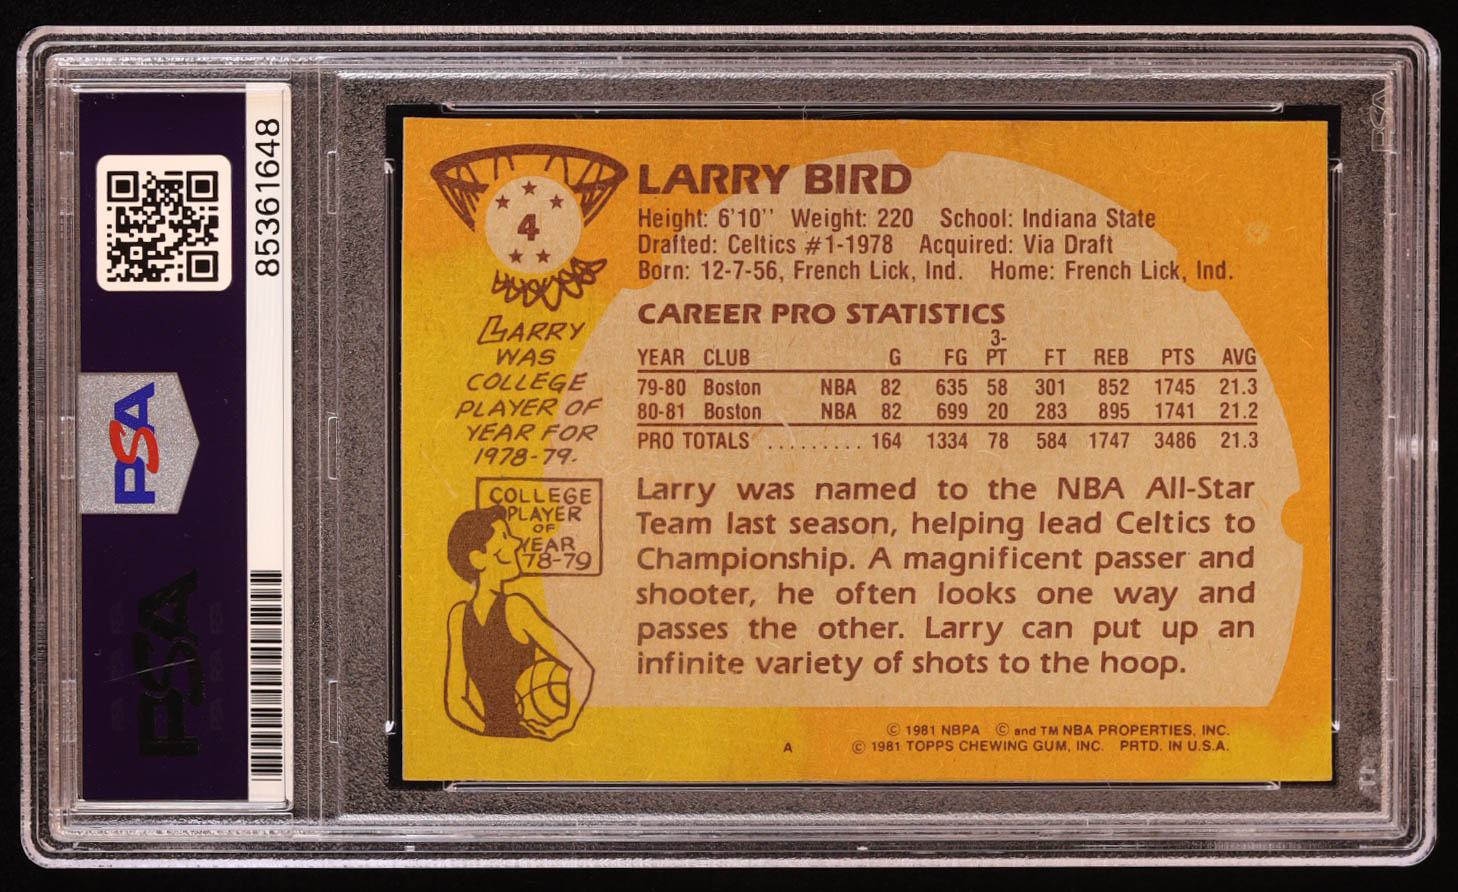 85361648
PSA
PSA
4
LARRY BIRD
Height: 6'10'' Weight: 220 School: Indiana State
Drafted: Celtics #1-1978 Acquired: Via Draft
Born: 12-7-56, French Lick, Ind. Home: French Lick, Ind.
LARRY
WAS
COLLEGE
PLAYER OF
YEAR FOR
1978-79.
COLLEGE
PLAYER
OF
YEAR
'78-79
CAREER PRO STATISTICS
YEAR CLUB G FG 3-PT FT REB PTS AVG
79-80 Boston NBA 82 635 58 301 852 1745 21.3
80-81 Boston NBA 82 699 20 283 895 1741 21.2
PRO TOTALS ......... 164 1334 78 584 1747 3486 21.3
Larry was named to the NBA All-Star
Team last season, helping lead Celtics to
Championship. A magnificent passer and
shooter, he often looks one way and
passes the other. Larry can put up an
infinite variety of shots to the hoop.
© 1981 NBPA © and TM NBA PROPERTIES, INC.
A © 1981 TOPPS CHEWING GUM, INC. PRTD. IN U.S.A.
PSA